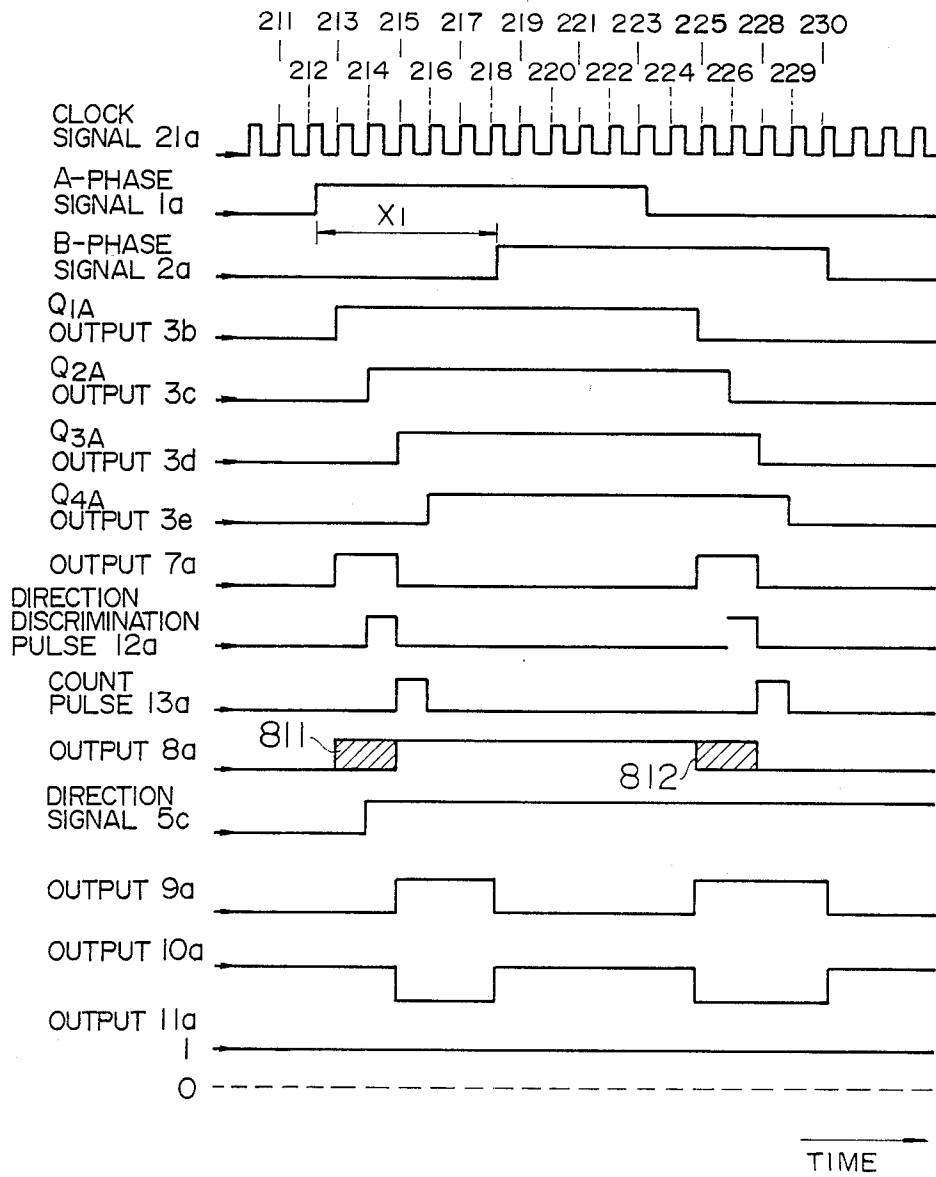 211 213 215 217 219 221 223 225 228 230
212 214 216 218 220 222 224 226 229
CLOCK
SIGNAL 21a
A-PHASE
SIGNAL 1a
X1
B-PHASE
SIGNAL 2a
Q1A
OUTPUT 3b
Q2A
OUTPUT 3c
Q3A
OUTPUT 3d
Q4A
OUTPUT 3e
OUTPUT 7a
DIRECTION
DISCRIMINATION
PULSE 12a
COUNT
PULSE 13a
811
OUTPUT 8a
812
DIRECTION
SIGNAL 5c
OUTPUT 9a
OUTPUT 10a
OUTPUT 11a
1
0
TIME